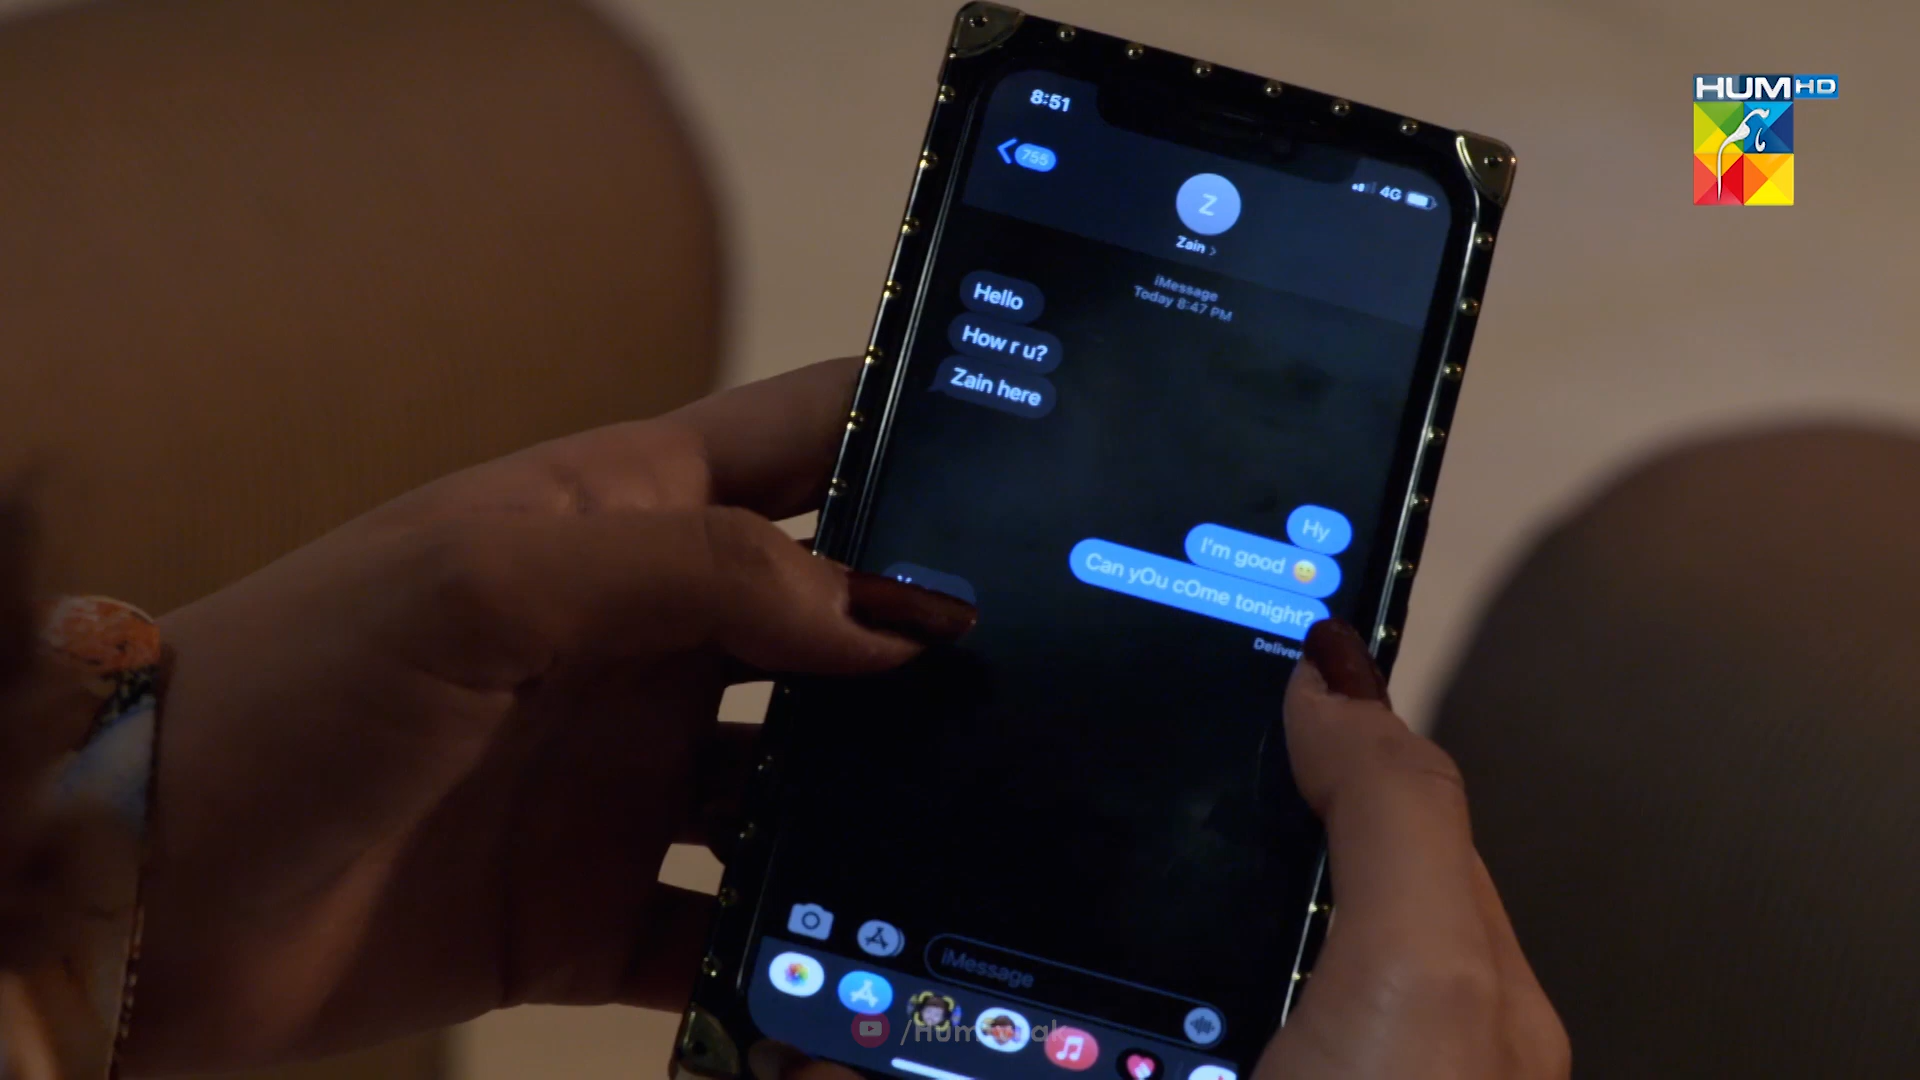 HUM HD
8:51
755
4G
Z
Zain >
iMessage
Today 8:47 PM
Hello
How r u?
Zain here
Hy
I'm good 🙂
Can yOu cOme tonight?
iMessage